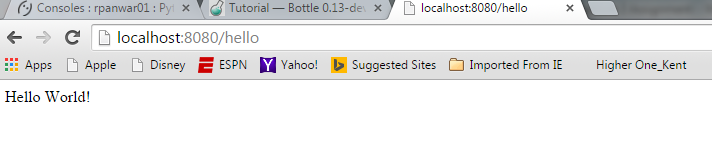 Consoles : rpanwar01 : Pyt
Tutorial — Bottle 0.13-dev
localhost:8080/hello
localhost:8080/hello
Apps Apple Disney ESPN Yahoo! Suggested Sites Imported From IE Higher One_Kent
Hello World!